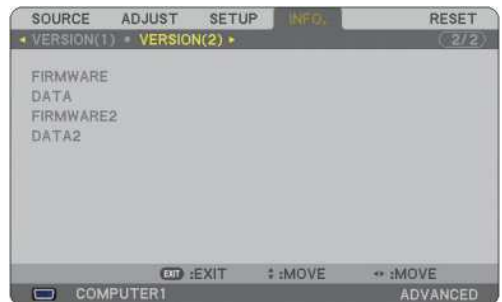 SOURCE ADJUST SETUP INFO. RESET
◂ VERSION(1) • VERSION(2) ▸ (2/2)
FIRMWARE
DATA
FIRMWARE2
DATA2
EXIT :EXIT ↕ :MOVE ↔ :MOVE
COMPUTER1 ADVANCED